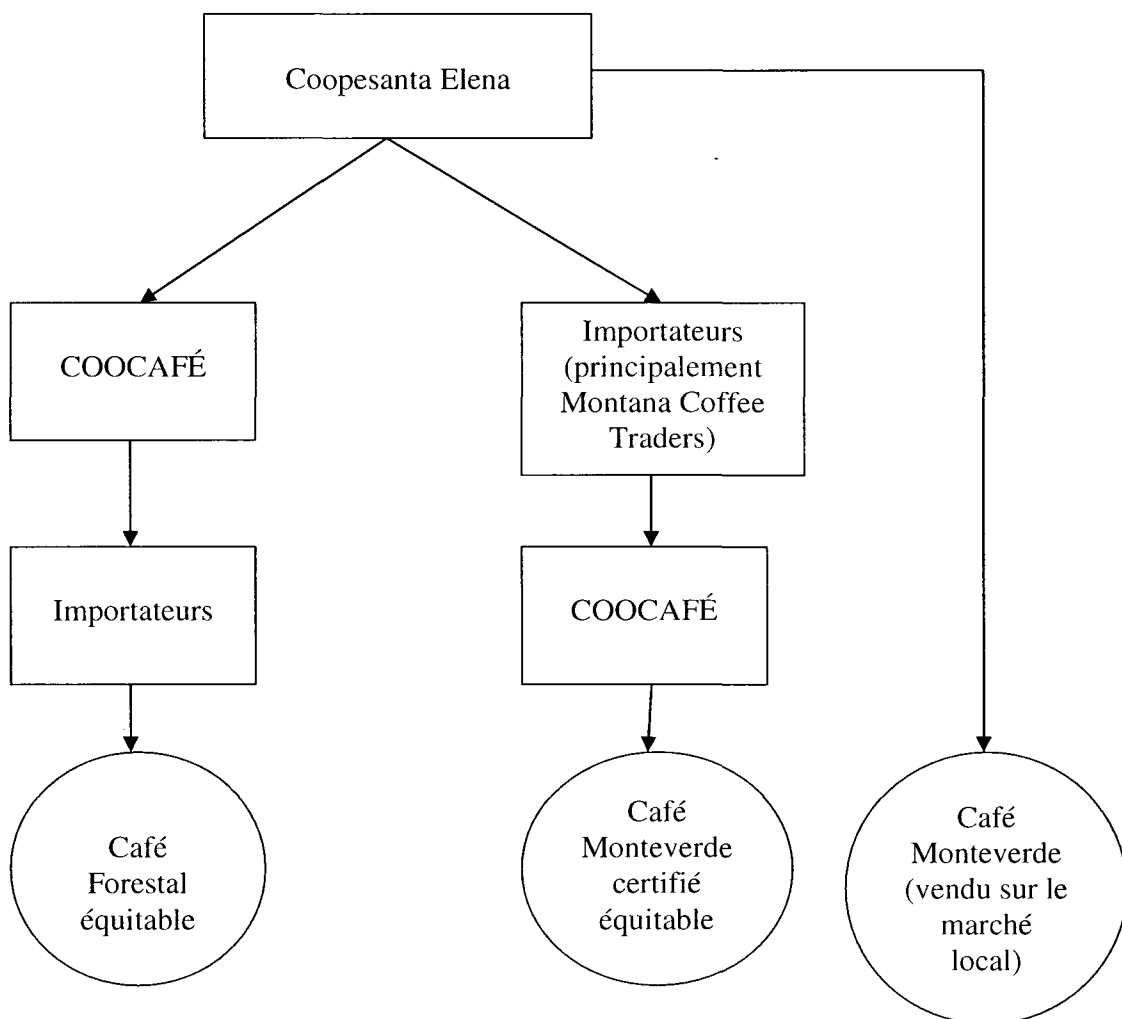 Coopesanta Elena
COOCAFÉ
Importateurs
(principalement
Montana Coffee
Traders)
Importateurs
COOCAFÉ
Café
Forestal
équitable
Café
Monteverde
certifié
équitable
Café
Monteverde
(vendu sur le
marché
local)